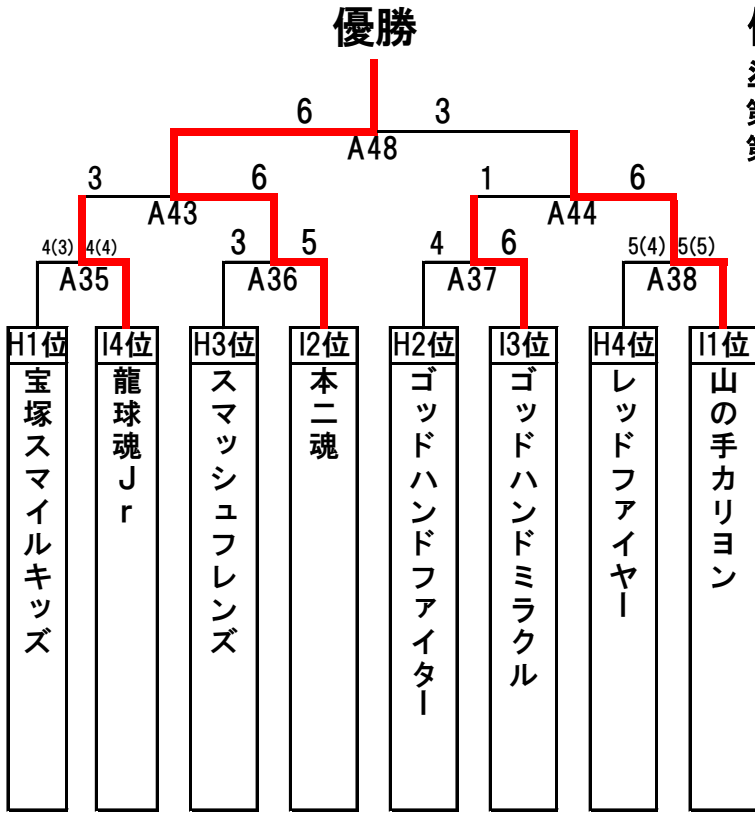 優勝
6 3
A48
3 6 1 6
A43 A44
4(3) 4(4) 3 5 4 6 5(4) 5(5)
A35 A36 A37 A38
H1位 I4位 H3位 I2位 H2位 I3位 H4位 I1位
宝塚スマイルキッズ
龍球魂Jr
スマッシュフレンズ
本二魂
ゴッドハンドファイター
ゴッドハンドミラクル
レッドファイヤー
山の手カリヨン